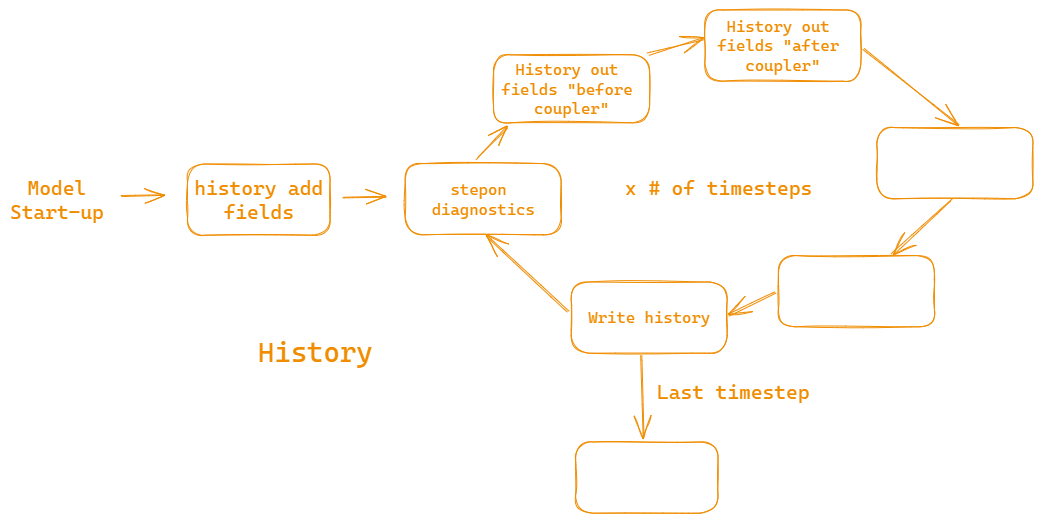 History out
fields "after
coupler"
History out
fields "before
coupler"
Model
Start-up
history add
fields
stepon
diagnostics
x # of timesteps
Write history
History
Last timestep